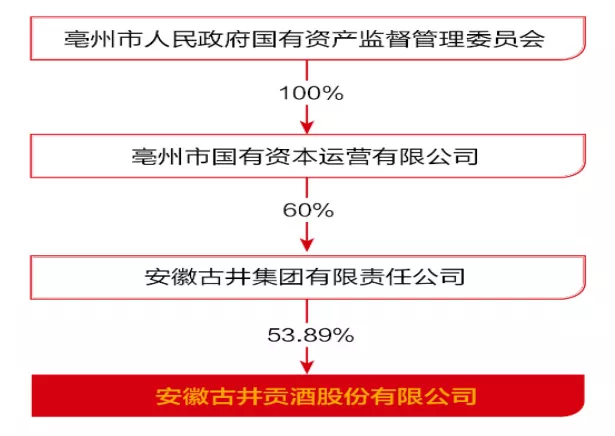 亳州市人民政府国有资产监督管理委员会
100%
亳州市国有资本运营有限公司
60%
安徽古井集团有限责任公司
53.89%
安徽古井贡酒股份有限公司